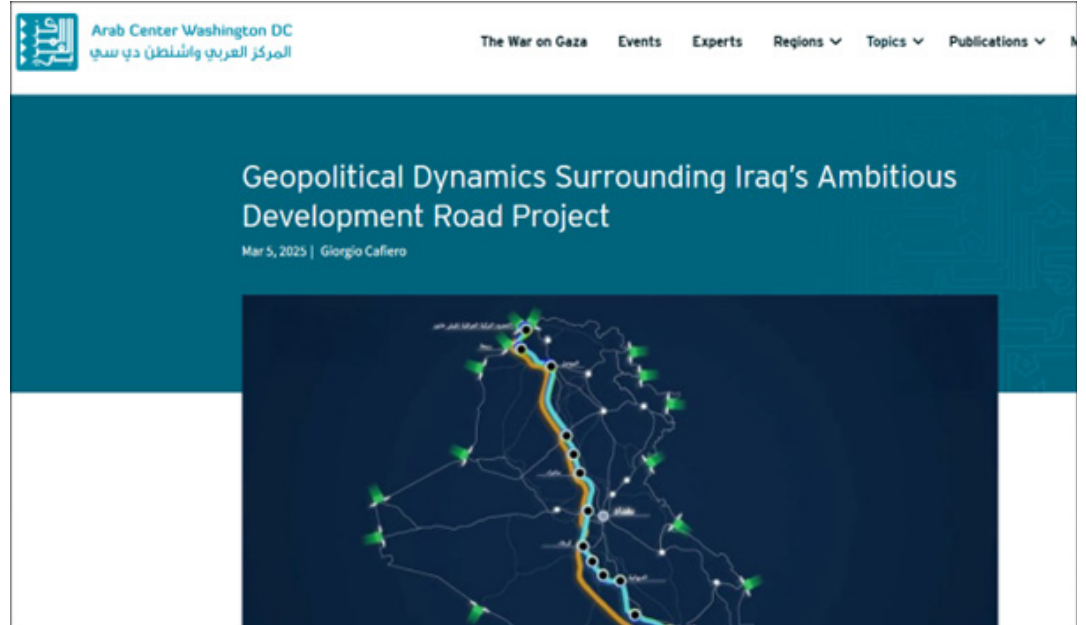 Arab Center Washington DC
المركز العربي واشنطن دي سي
The War on Gaza
Events
Experts
Regions
Topics
Publications
Geopolitical Dynamics Surrounding Iraq's Ambitious
Development Road Project
Mar 5, 2025 | Giorgio Cafiero
بغداد